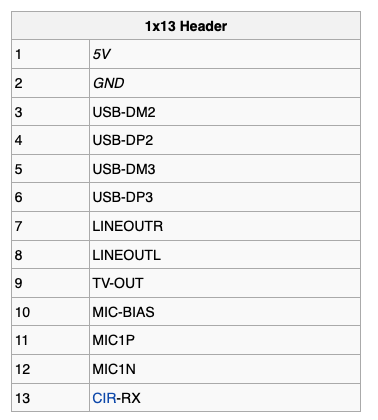 1x13 Header
1 5V
2 GND
3 USB-DM2
4 USB-DP2
5 USB-DM3
6 USB-DP3
7 LINEOUTR
8 LINEOUTL
9 TV-OUT
10 MIC-BIAS
11 MIC1P
12 MIC1N
13 CIR-RX